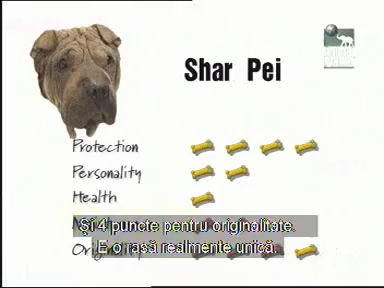 Shar Pei
Protection
Personality
Health
Și 4 puncte pentru originalitate.
E o rasă realmente unică.